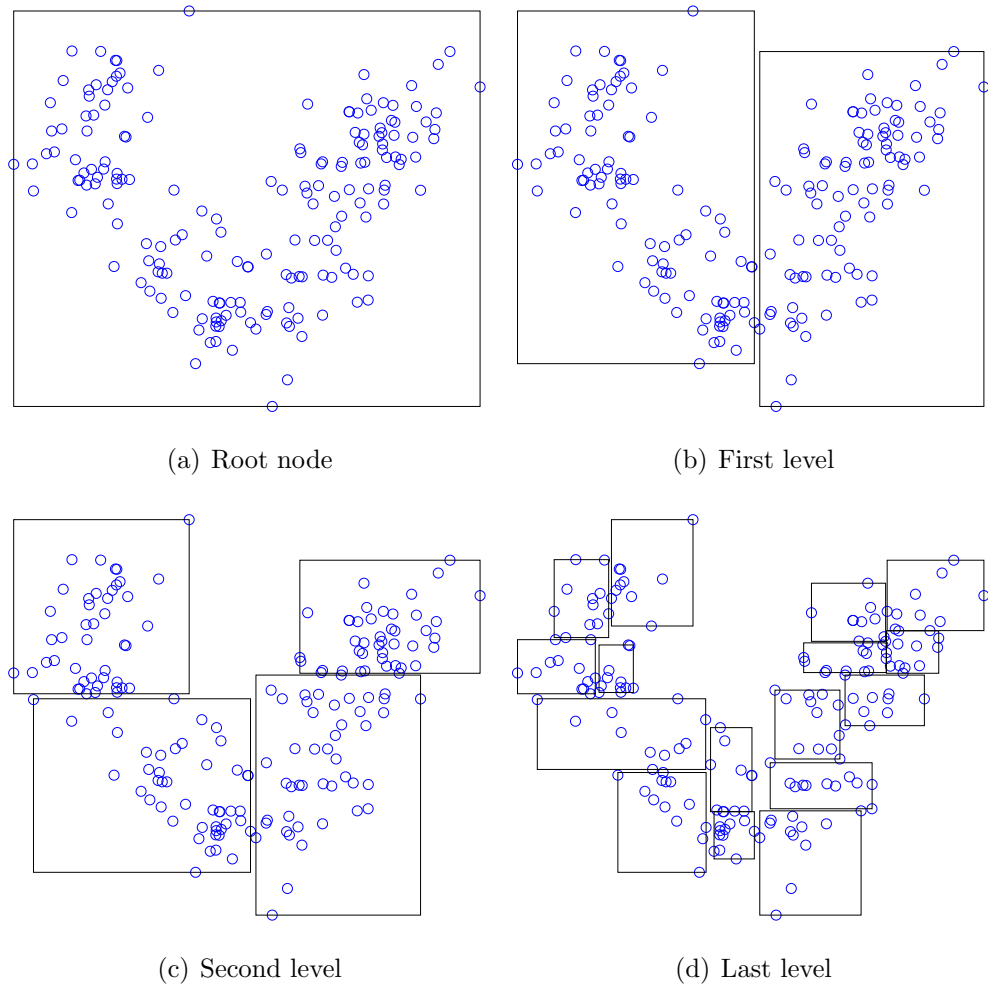 (a) Root node
(b) First level
(c) Second level
(d) Last level